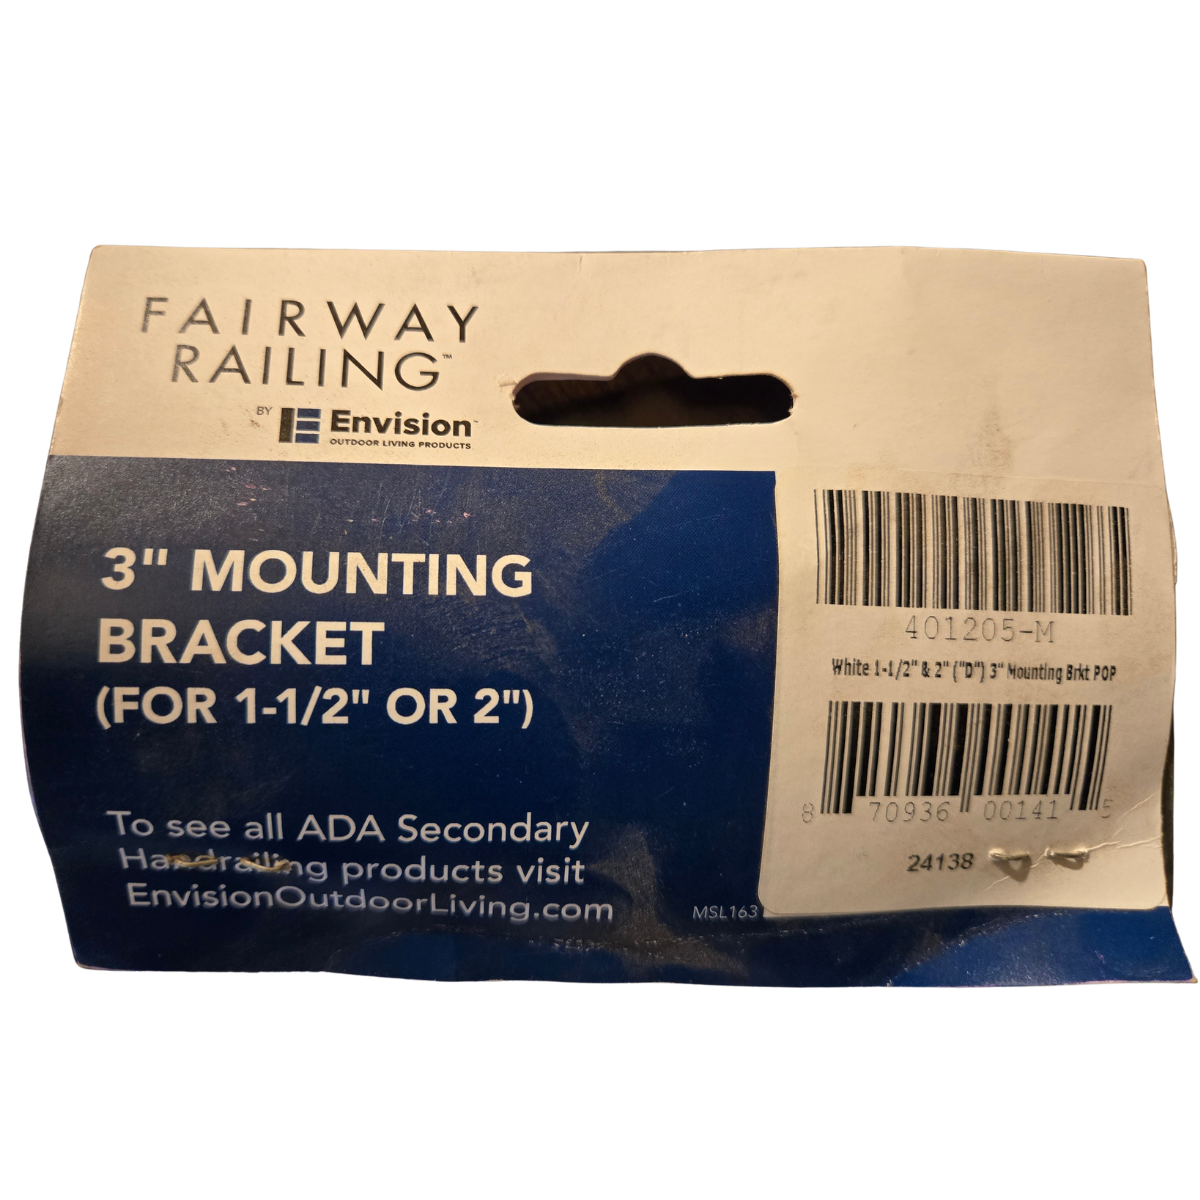 FAIRWAY
RAILING™
BY Envision™
OUTDOOR LIVING PRODUCTS
3" MOUNTING
BRACKET
(FOR 1-1/2" OR 2")
To see all ADA Secondary
Handrailing products visit
EnvisionOutdoorLiving.com
MSL163
401205-M
White 1-1/2" & 2" ("D") 3" Mounting Brkt POP
8 70936 00141 5
24138